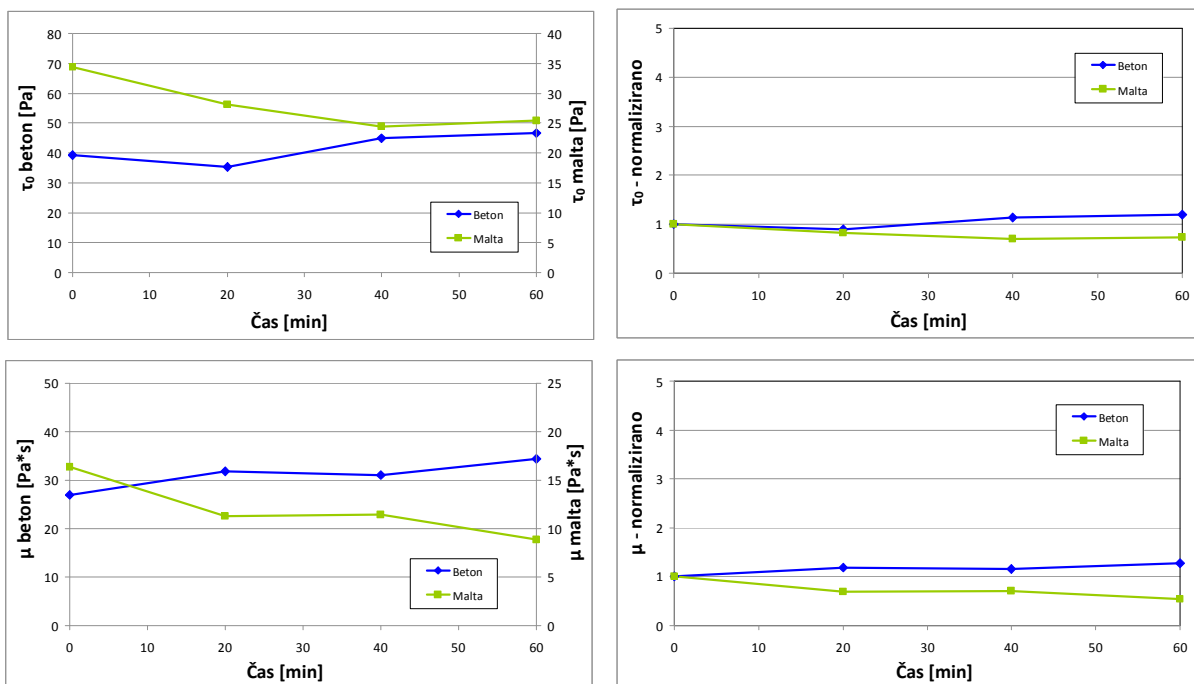 80
70
60
50
40
30
20
10
0
τ₀ beton [Pa]
40
35
30
25
20
15
10
5
0
τ₀ malta [Pa]
Beton
Malta
0 10 20 30 40 50 60
Čas [min]
5
4
3
2
1
0
τ₀ - normalizirano
Beton
Malta
0 10 20 30 40 50 60
Čas [min]
50
40
30
20
10
0
μ beton [Pa*s]
25
20
15
10
5
0
μ malta [Pa*s]
Beton
Malta
0 10 20 30 40 50 60
Čas [min]
5
4
3
2
1
0
μ - normalizirano
Beton
Malta
0 10 20 30 40 50 60
Čas [min]